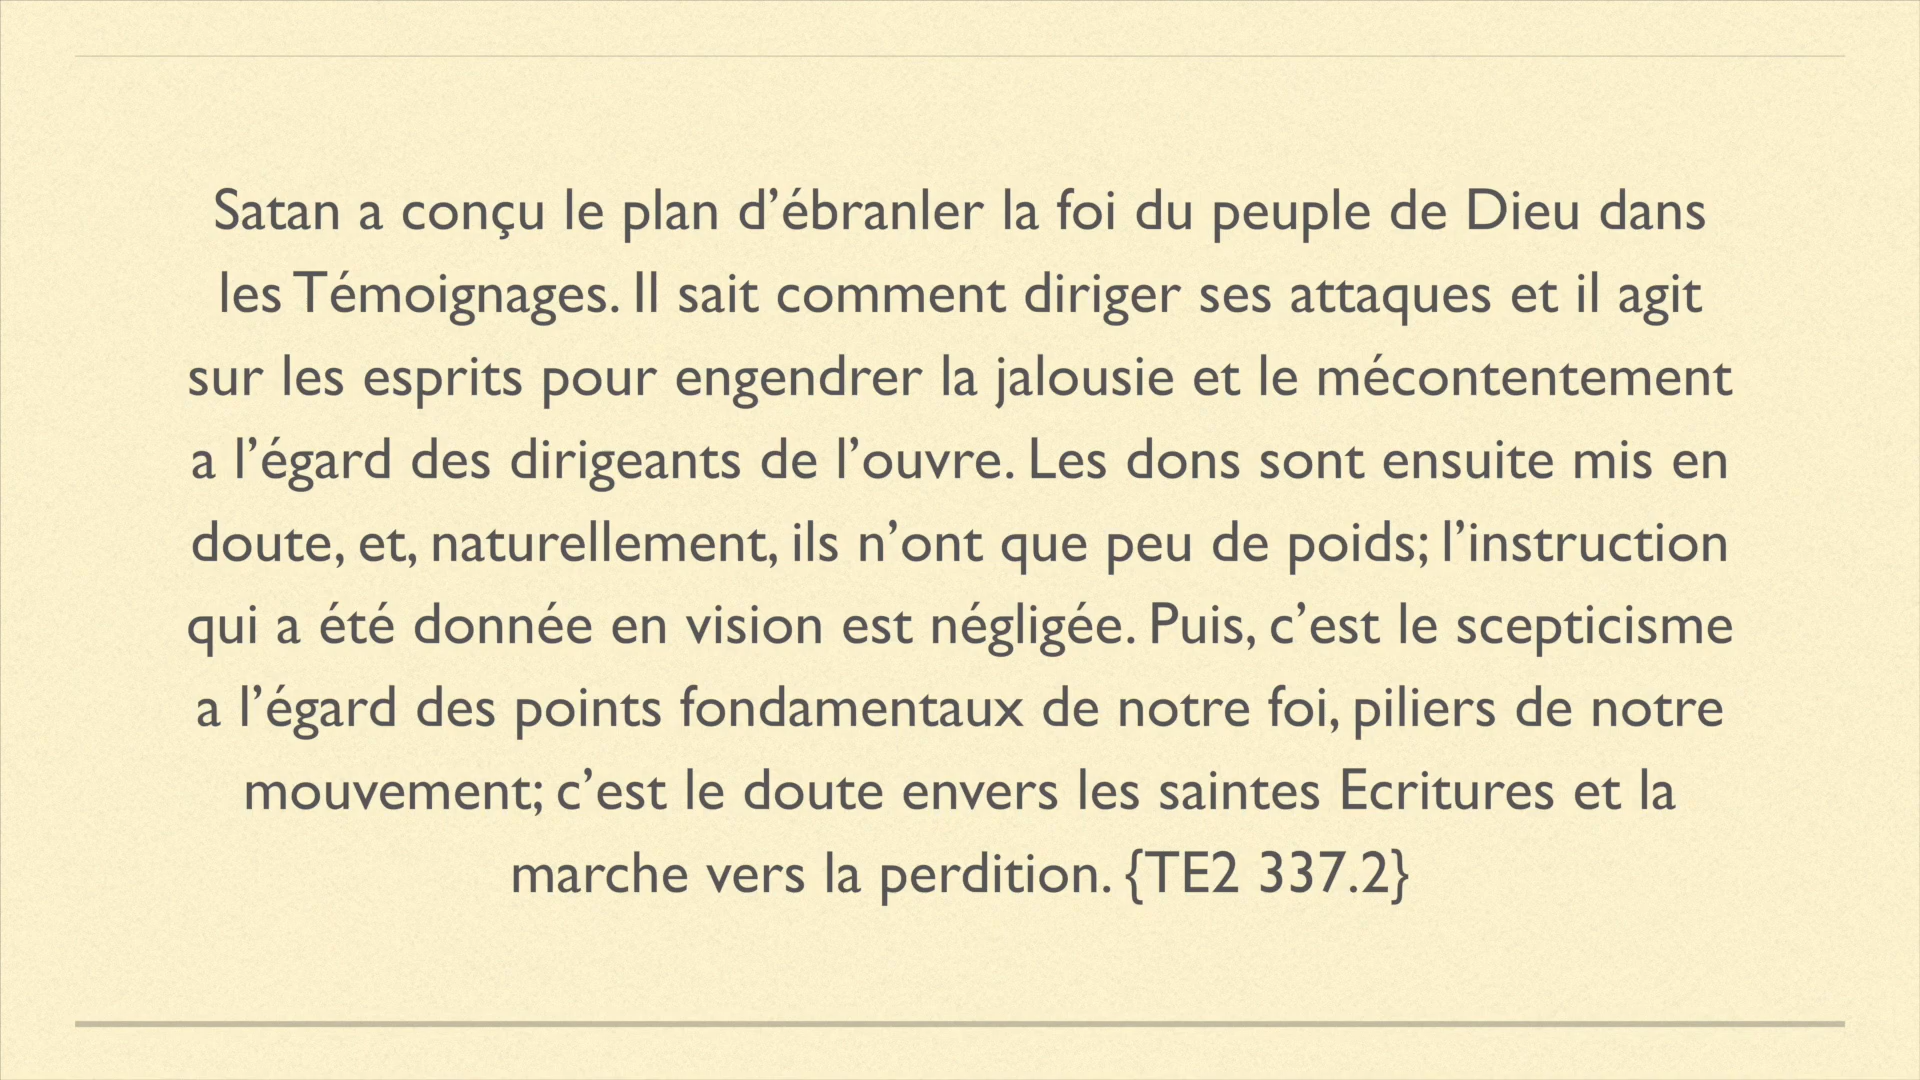 Satan a conçu le plan d’ébranler la foi du peuple de Dieu dans
les Témoignages. Il sait comment diriger ses attaques et il agit
sur les esprits pour engendrer la jalousie et le mécontentement
a l’égard des dirigeants de l’ouvre. Les dons sont ensuite mis en
doute, et, naturellement, ils n’ont que peu de poids; l’instruction
qui a été donnée en vision est négligée. Puis, c’est le scepticisme
a l’égard des points fondamentaux de notre foi, piliers de notre
mouvement; c’est le doute envers les saintes Ecritures et la
marche vers la perdition. {TE2 337.2}